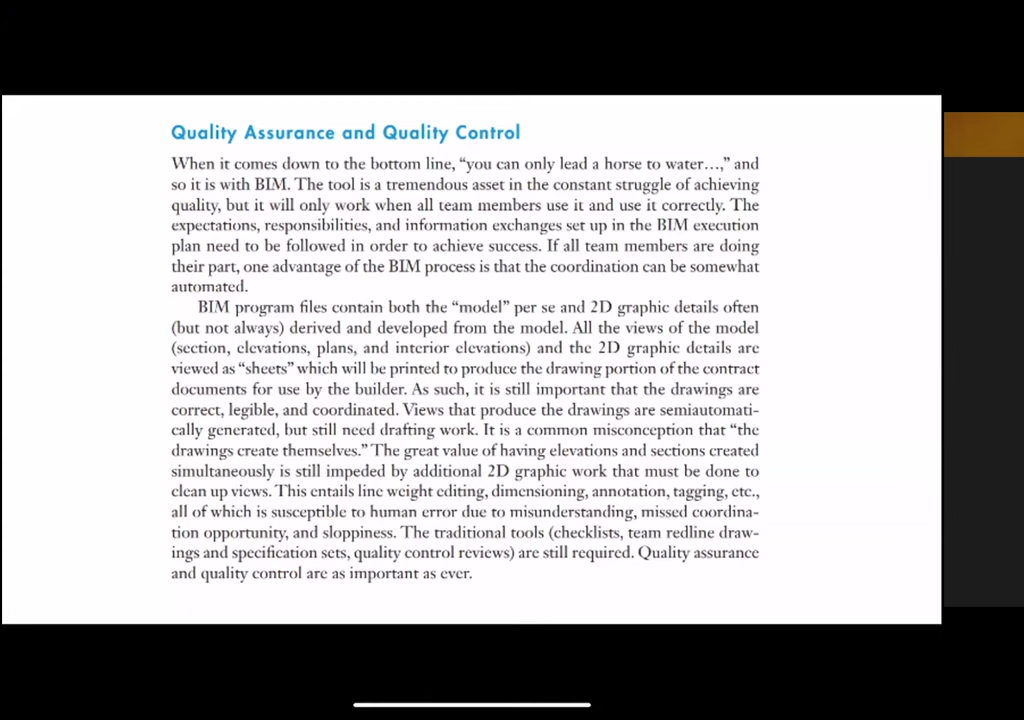 Quality Assurance and Quality Control
When it comes down to the bottom line, “you can only lead a horse to water…,” and
so it is with BIM. The tool is a tremendous asset in the constant struggle of achieving
quality, but it will only work when all team members use it and use it correctly. The
expectations, responsibilities, and information exchanges set up in the BIM execution
plan need to be followed in order to achieve success. If all team members are doing
their part, one advantage of the BIM process is that the coordination can be somewhat
automated.
BIM program files contain both the “model” per se and 2D graphic details often
(but not always) derived and developed from the model. All the views of the model
(section, elevations, plans, and interior elevations) and the 2D graphic details are
viewed as “sheets” which will be printed to produce the drawing portion of the contract
documents for use by the builder. As such, it is still important that the drawings are
correct, legible, and coordinated. Views that produce the drawings are semiautomati-
cally generated, but still need drafting work. It is a common misconception that “the
drawings create themselves.” The great value of having elevations and sections created
simultaneously is still impeded by additional 2D graphic work that must be done to
clean up views. This entails line weight editing, dimensioning, annotation, tagging, etc.,
all of which is susceptible to human error due to misunderstanding, missed coordina-
tion opportunity, and sloppiness. The traditional tools (checklists, team redline draw-
ings and specification sets, quality control reviews) are still required. Quality assurance
and quality control are as important as ever.